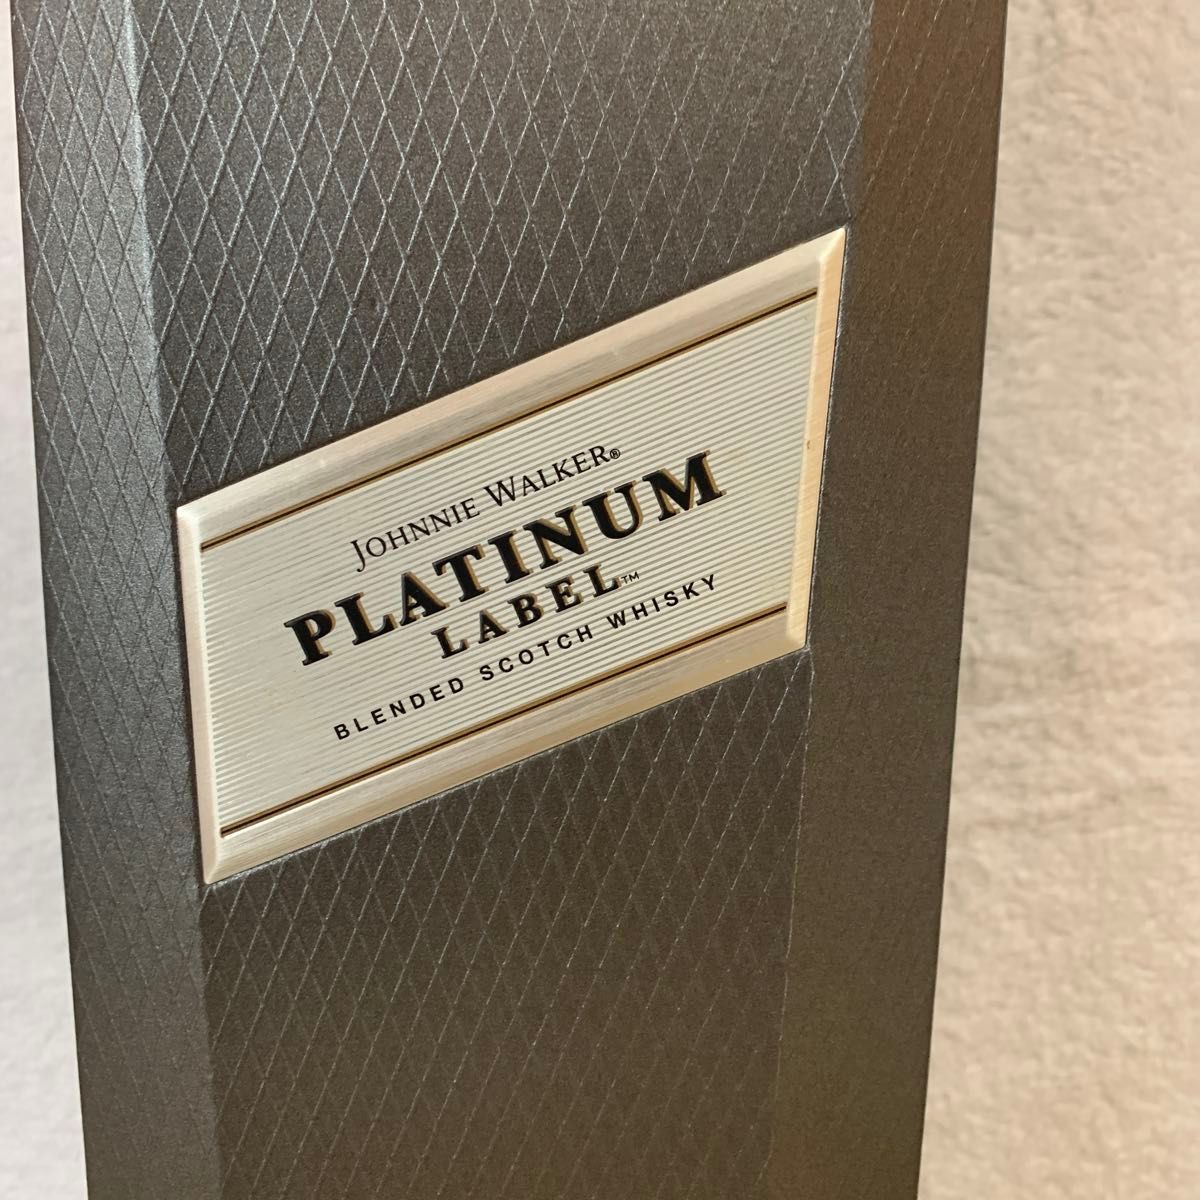 JOHNNIE WALKER®
PLATINUM
LABEL™
BLENDED SCOTCH WHISKY